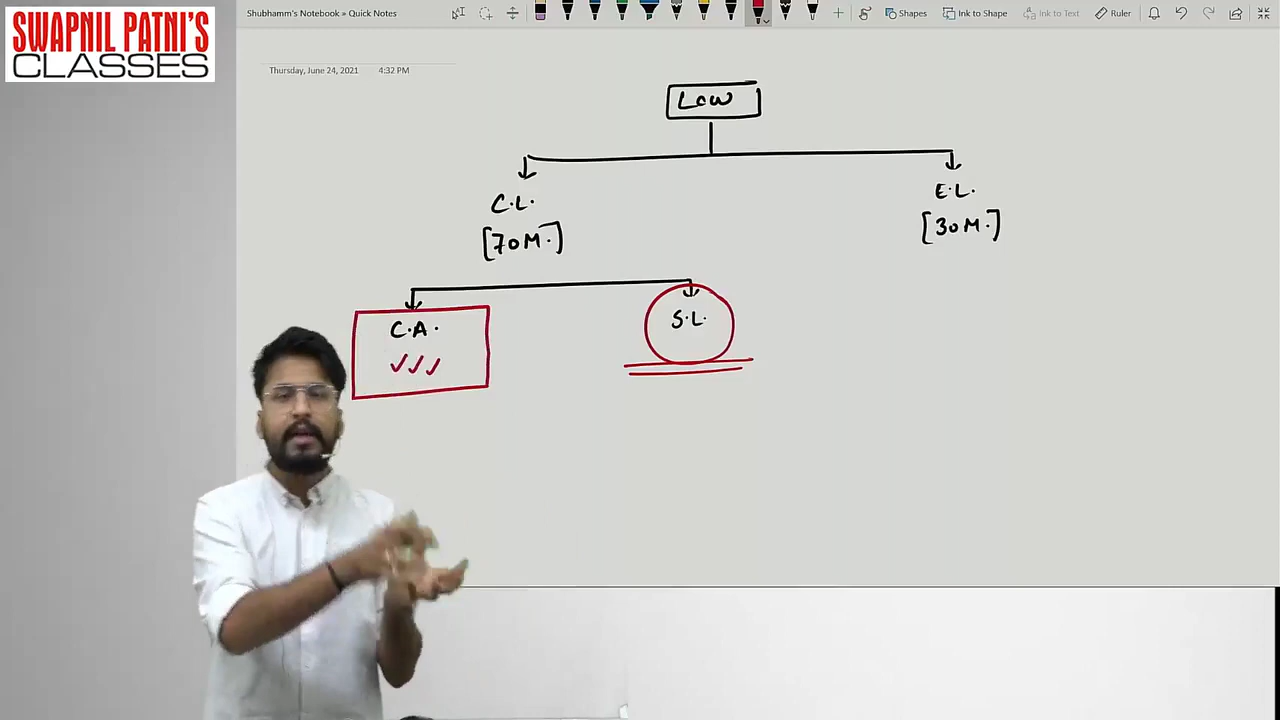 SWAPNIL PATNI'S
CLASSES
Shubhamm's Notebook » Quick Notes
Shapes
Ink to Shape
Ink to Text
Ruler
Thursday, June 24, 2021 4:32 PM
Law
C.L.
[70M.]
E.L.
[30M.]
C.A.
S.L.